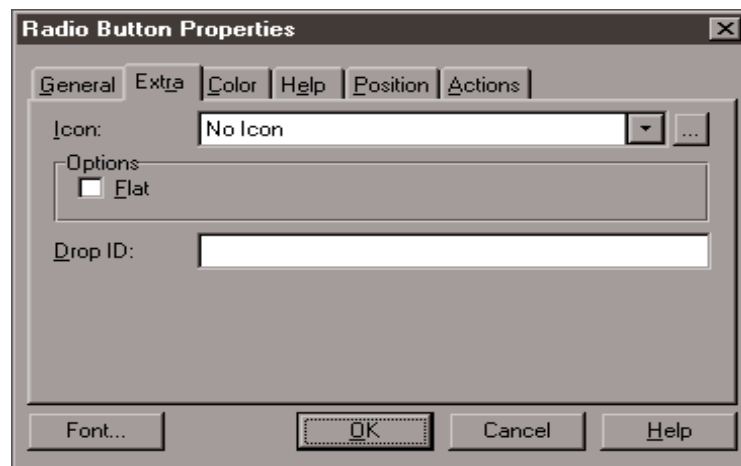 Radio Button Properties
General Extra Color Help Position Actions
Icon: No Icon ...
Options
Flat
Drop ID:
Font... OK Cancel Help